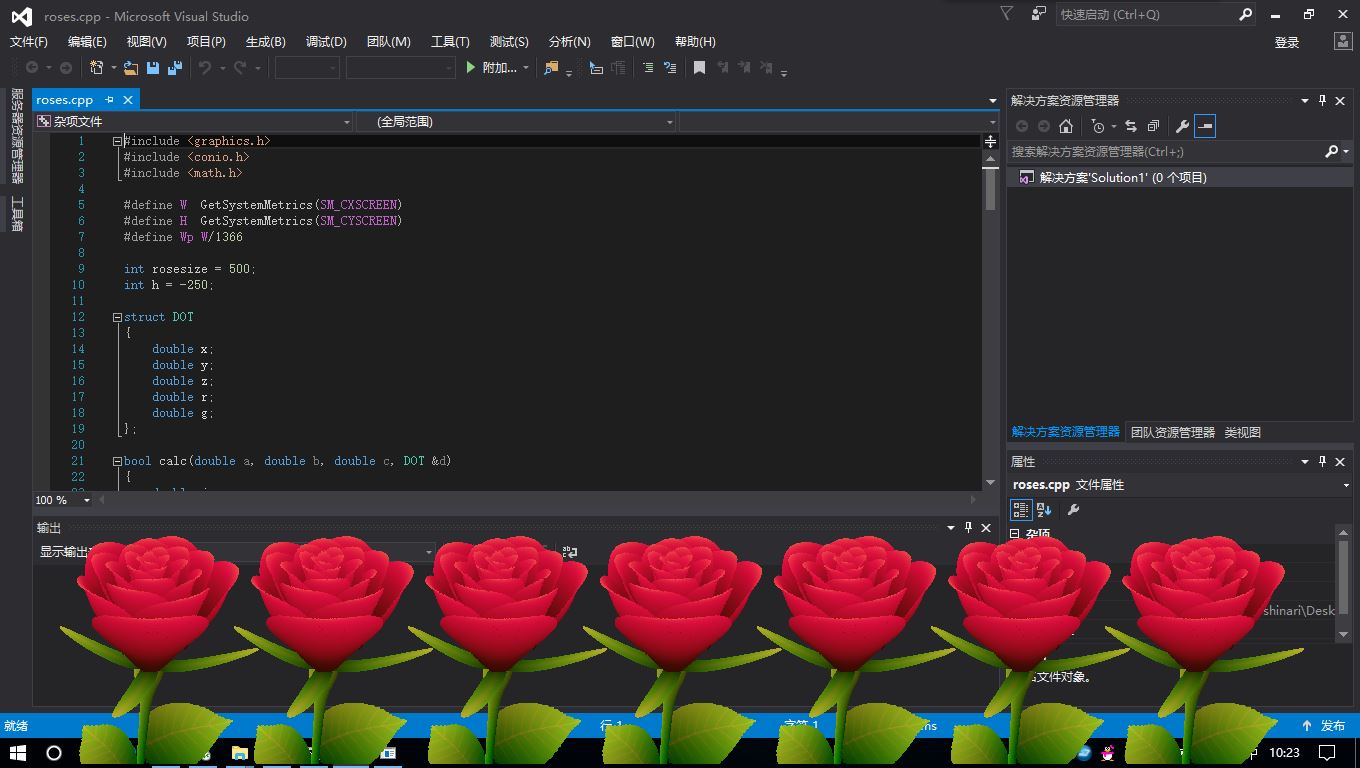 roses.cpp - Microsoft Visual Studio
快速启动 (Ctrl+Q)
文件(F) 编辑(E) 视图(V) 项目(P) 生成(B) 调试(D) 团队(M) 工具(T) 测试(S) 分析(N) 窗口(W) 帮助(H)
登录
附加...
服务器资源管理器
工具箱
roses.cpp
杂项文件
(全局范围)
1 #include <graphics.h>
2 #include <conio.h>
3 #include <math.h>
4
5 #define W  GetSystemMetrics(SM_CXSCREEN)
6 #define H  GetSystemMetrics(SM_CYSCREEN)
7 #define Wp W/1366
8
9 int rosesize = 500;
10 int h = -250;
11
12 struct DOT
13 {
14     double x;
15     double y;
16     double z;
17     double r;
18     double g;
19 };
20
21 bool calc(double a, double b, double c, DOT &d)
22 {
100 %
解决方案资源管理器
搜索解决方案资源管理器(Ctrl+;)
解决方案'Solution1' (0 个项目)
解决方案资源管理器 团队资源管理器 类视图
属性
roses.cpp 文件属性
杂项
shinari\Desk
文件对象。
输出
显示输出
就绪
行 1
字符 1
发布
10:23